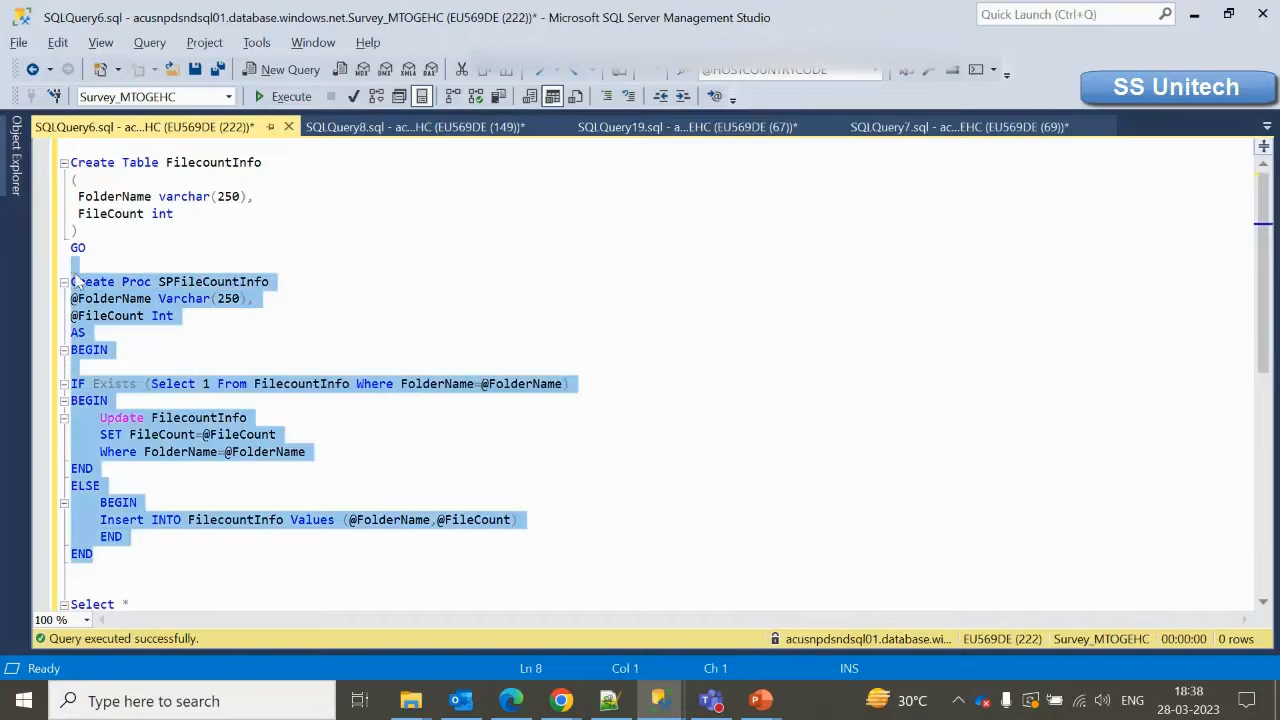 SQLQuery6.sql - acusnpdsndsql01.database.windows.net.Survey_MTOGEHC (EU569DE (222))* - Microsoft SQL Server Management Studio
Quick Launch (Ctrl+Q)
File Edit View Query Project Tools Window Help
New Query
MDX DMX XMLA DAX
@HOSTCOUNTRYCODE
SS Unitech
Survey_MTOGEHC
Execute
SQLQuery6.sql - ac...HC (EU569DE (222))*
SQLQuery8.sql - ac...HC (EU569DE (149))*
SQLQuery19.sql - a....EHC (EU569DE (67))*
SQLQuery7.sql - ac....EHC (EU569DE (69))*
Object Explorer
Create Table FilecountInfo
(
FolderName varchar(250),
FileCount int
)
GO
Create Proc SPFileCountInfo
@FolderName Varchar(250),
@FileCount Int
AS
BEGIN
IF Exists (Select 1 From FilecountInfo Where FolderName=@FolderName)
BEGIN
Update FilecountInfo
SET FileCount=@FileCount
Where FolderName=@FolderName
END
ELSE
BEGIN
Insert INTO FilecountInfo Values (@FolderName,@FileCount)
END
END
Select *
100 %
Query executed successfully.
acusnpdsndsql01.database.wi...
EU569DE (222)
Survey_MTOGEHC
00:00:00
0 rows
Ready
Ln 8
Col 1
Ch 1
INS
Type here to search
30°C
ENG
18:38
28-03-2023